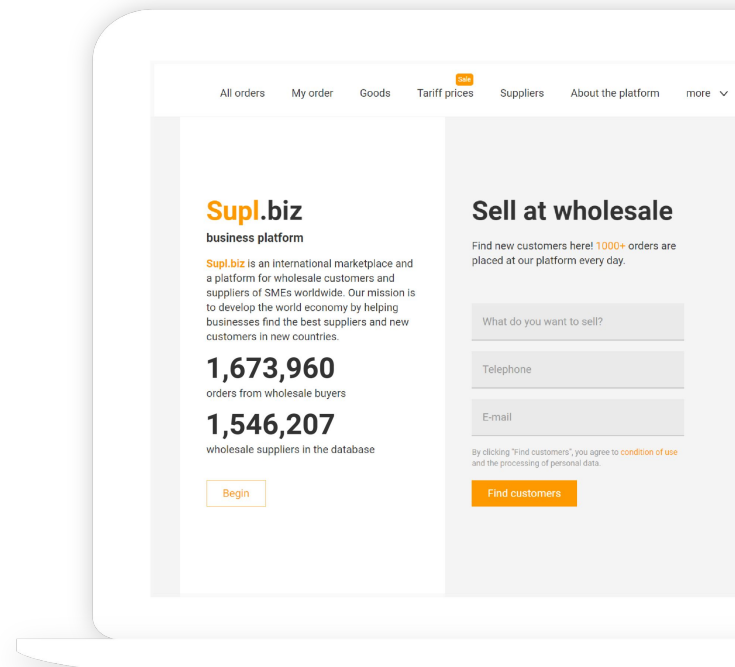 Sale
All orders My order Goods Tariff prices Suppliers About the platform more
Supl.biz
business platform
Supl.biz is an international marketplace and
a platform for wholesale customers and
suppliers of SMEs worldwide. Our mission is
to develop the world economy by helping
businesses find the best suppliers and new
customers in new countries.
1,673,960
orders from wholesale buyers
1,546,207
wholesale suppliers in the database
Begin
Sell at wholesale
Find new customers here! 1000+ orders are
placed at our platform every day.
What do you want to sell?
Telephone
E-mail
By clicking "Find customers", you agree to condition of use
and the processing of personal data.
Find customers